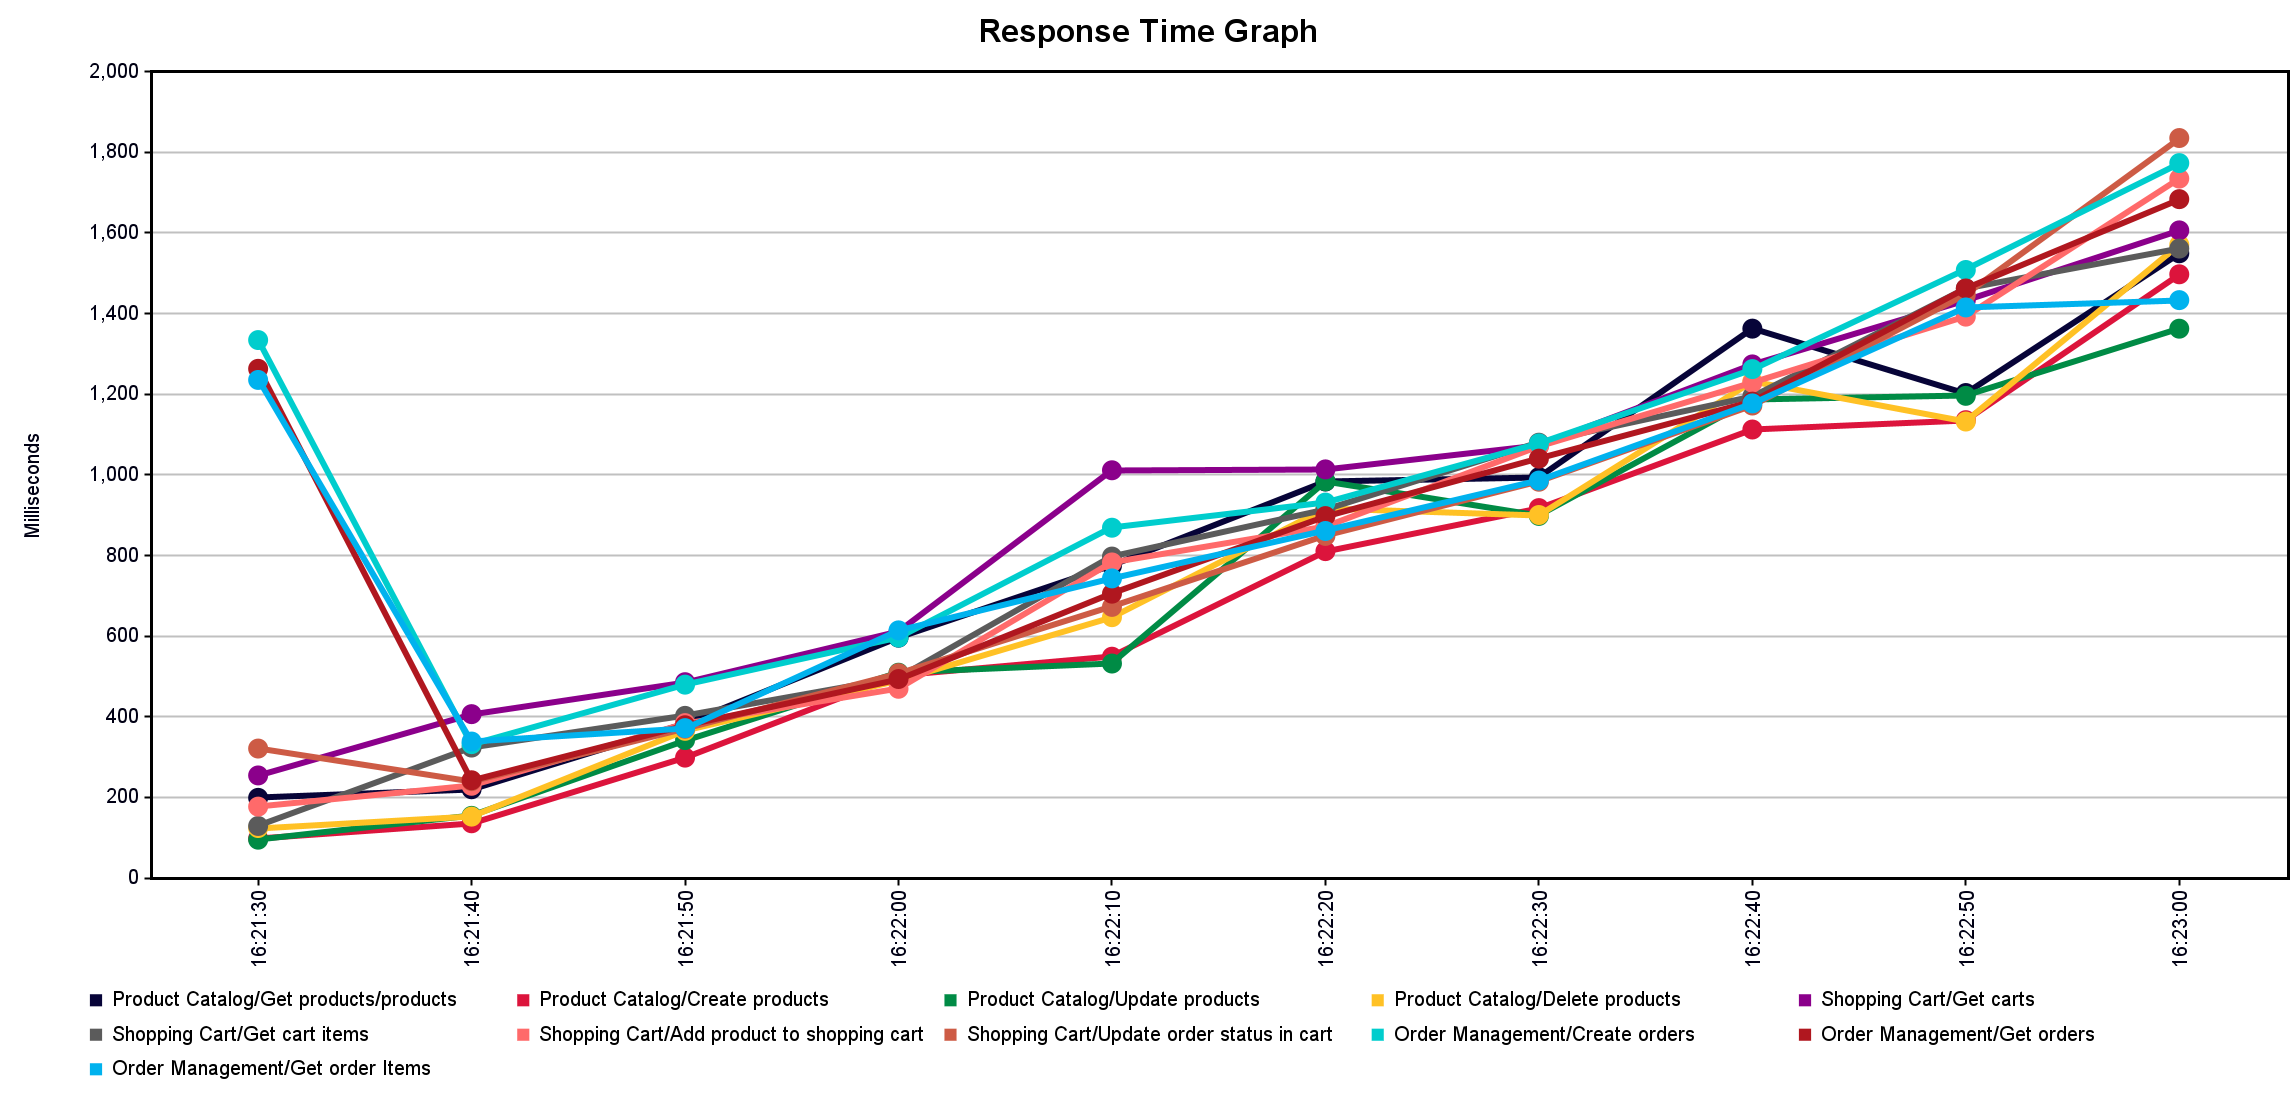 Response Time Graph
2,000
1,800
1,600
1,400
1,200
1,000
800
600
400
200
0
Milliseconds
16:21:30
16:21:40
16:21:50
16:22:00
16:22:10
16:22:20
16:22:30
16:22:40
16:22:50
16:23:00
Product Catalog/Get products/products
Product Catalog/Create products
Product Catalog/Update products
Product Catalog/Delete products
Shopping Cart/Get carts
Shopping Cart/Get cart items
Shopping Cart/Add product to shopping cart
Shopping Cart/Update order status in cart
Order Management/Create orders
Order Management/Get orders
Order Management/Get order Items